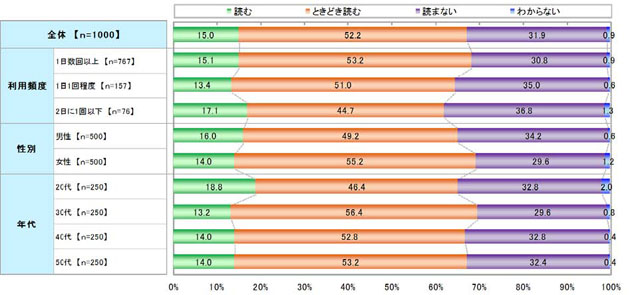 読む ときどき読む 読まない わからない
全体 【n=1000】 15.0 52.2 31.9 0.9
利用頻度
1日数回以上 【n=767】 15.1 53.2 30.8 0.9
1日1回程度 【n=157】 13.4 51.0 35.0 0.6
2日に1回以下 【n=76】 17.1 44.7 36.8 1.3
性別
男性 【n=500】 16.0 49.2 34.2 0.6
女性 【n=500】 14.0 55.2 29.6 1.2
年代
20代 【n=250】 18.8 46.4 32.8 2.0
30代 【n=250】 13.2 56.4 29.6 0.8
40代 【n=250】 14.0 52.8 32.8 0.4
50代 【n=250】 14.0 53.2 32.4 0.4
0% 10% 20% 30% 40% 50% 60% 70% 80% 90% 100%